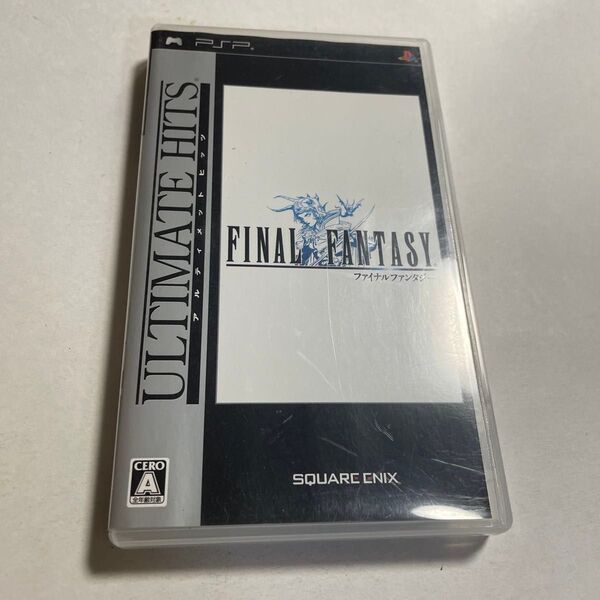 PSP
ULTIMATE HITS
アルティメット ヒッツ
FINAL FANTASY
ファイナルファンタジー
SQUARE ENIX
CERO
A
全年齢対象